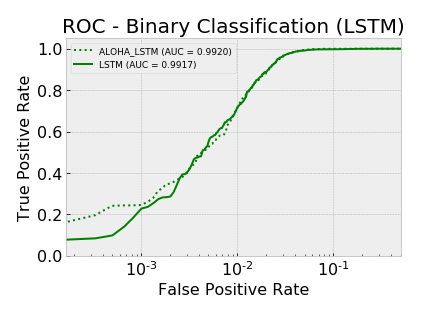 ROC - Binary Classification (LSTM)
ALOHA_LSTM (AUC = 0.9920)
LSTM (AUC = 0.9917)
True Positive Rate
1.0
0.8
0.6
0.4
0.2
0.0
10⁻³ 10⁻² 10⁻¹
False Positive Rate